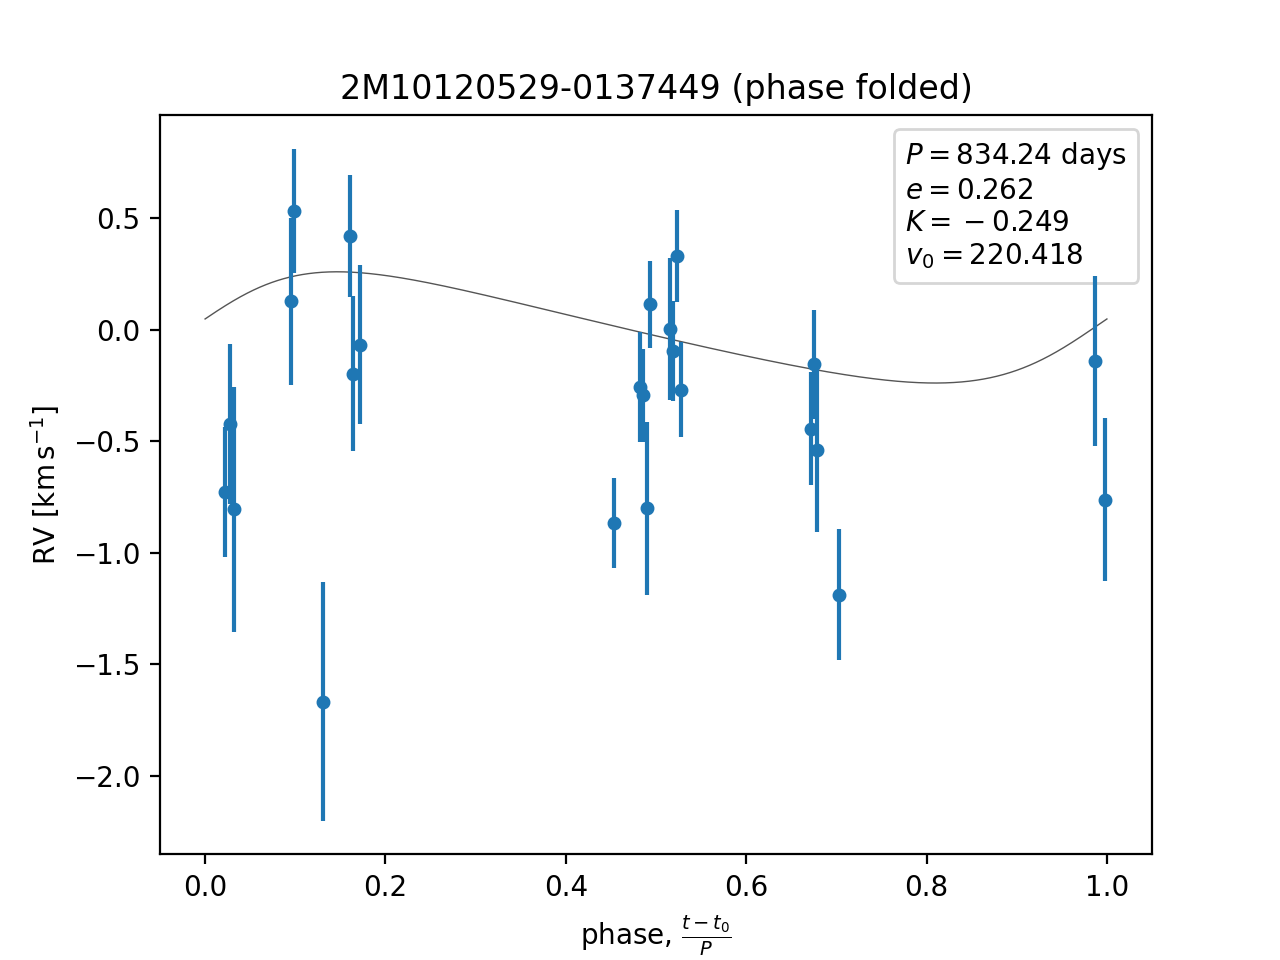 2M10120529-0137449 (phase folded)
P = 834.24 days
e = 0.262
K = −0.249
v₀ = 220.418
RV [km s⁻¹]
0.5
0.0
−0.5
−1.0
−1.5
−2.0
0.0 0.2 0.4 0.6 0.8 1.0
phase, (t − t₀)/P